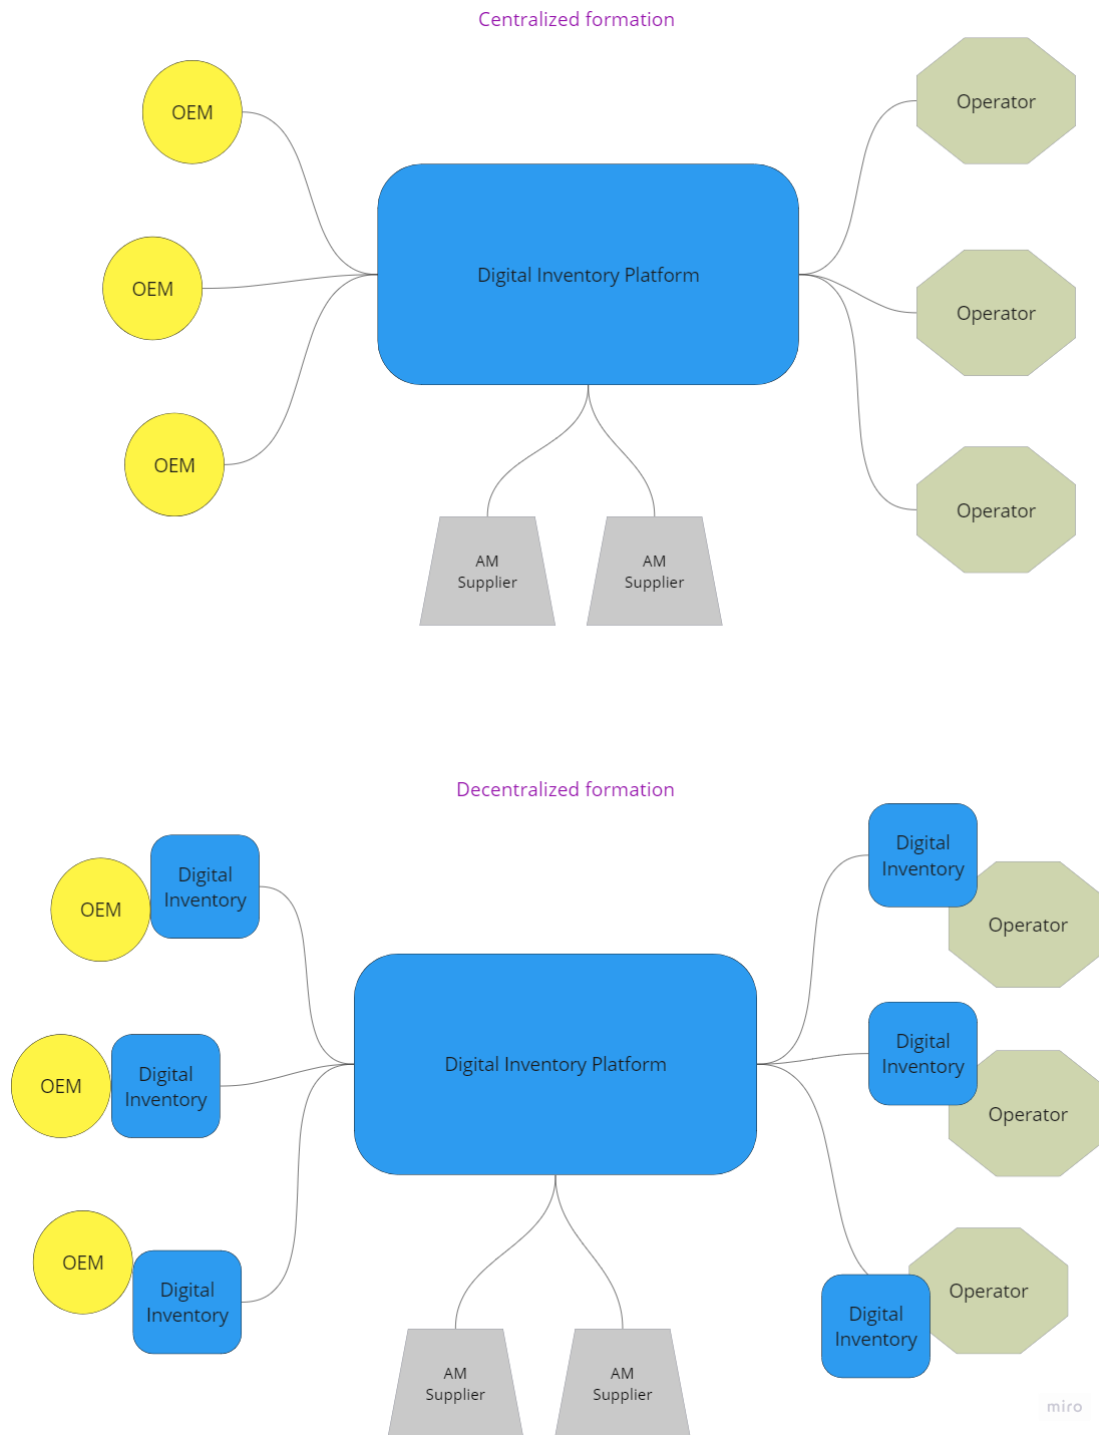 Centralized formation
OEM
Operator
Digital Inventory Platform
OEM
Operator
OEM
Operator
AM
Supplier
AM
Supplier
Decentralized formation
Digital
Inventory
OEM
Digital
Inventory
Operator
Digital
Inventory
OEM
Digital Inventory Platform
Digital
Inventory
Operator
OEM
Digital
Inventory
Operator
Digital
Inventory
AM
Supplier
AM
Supplier
miro